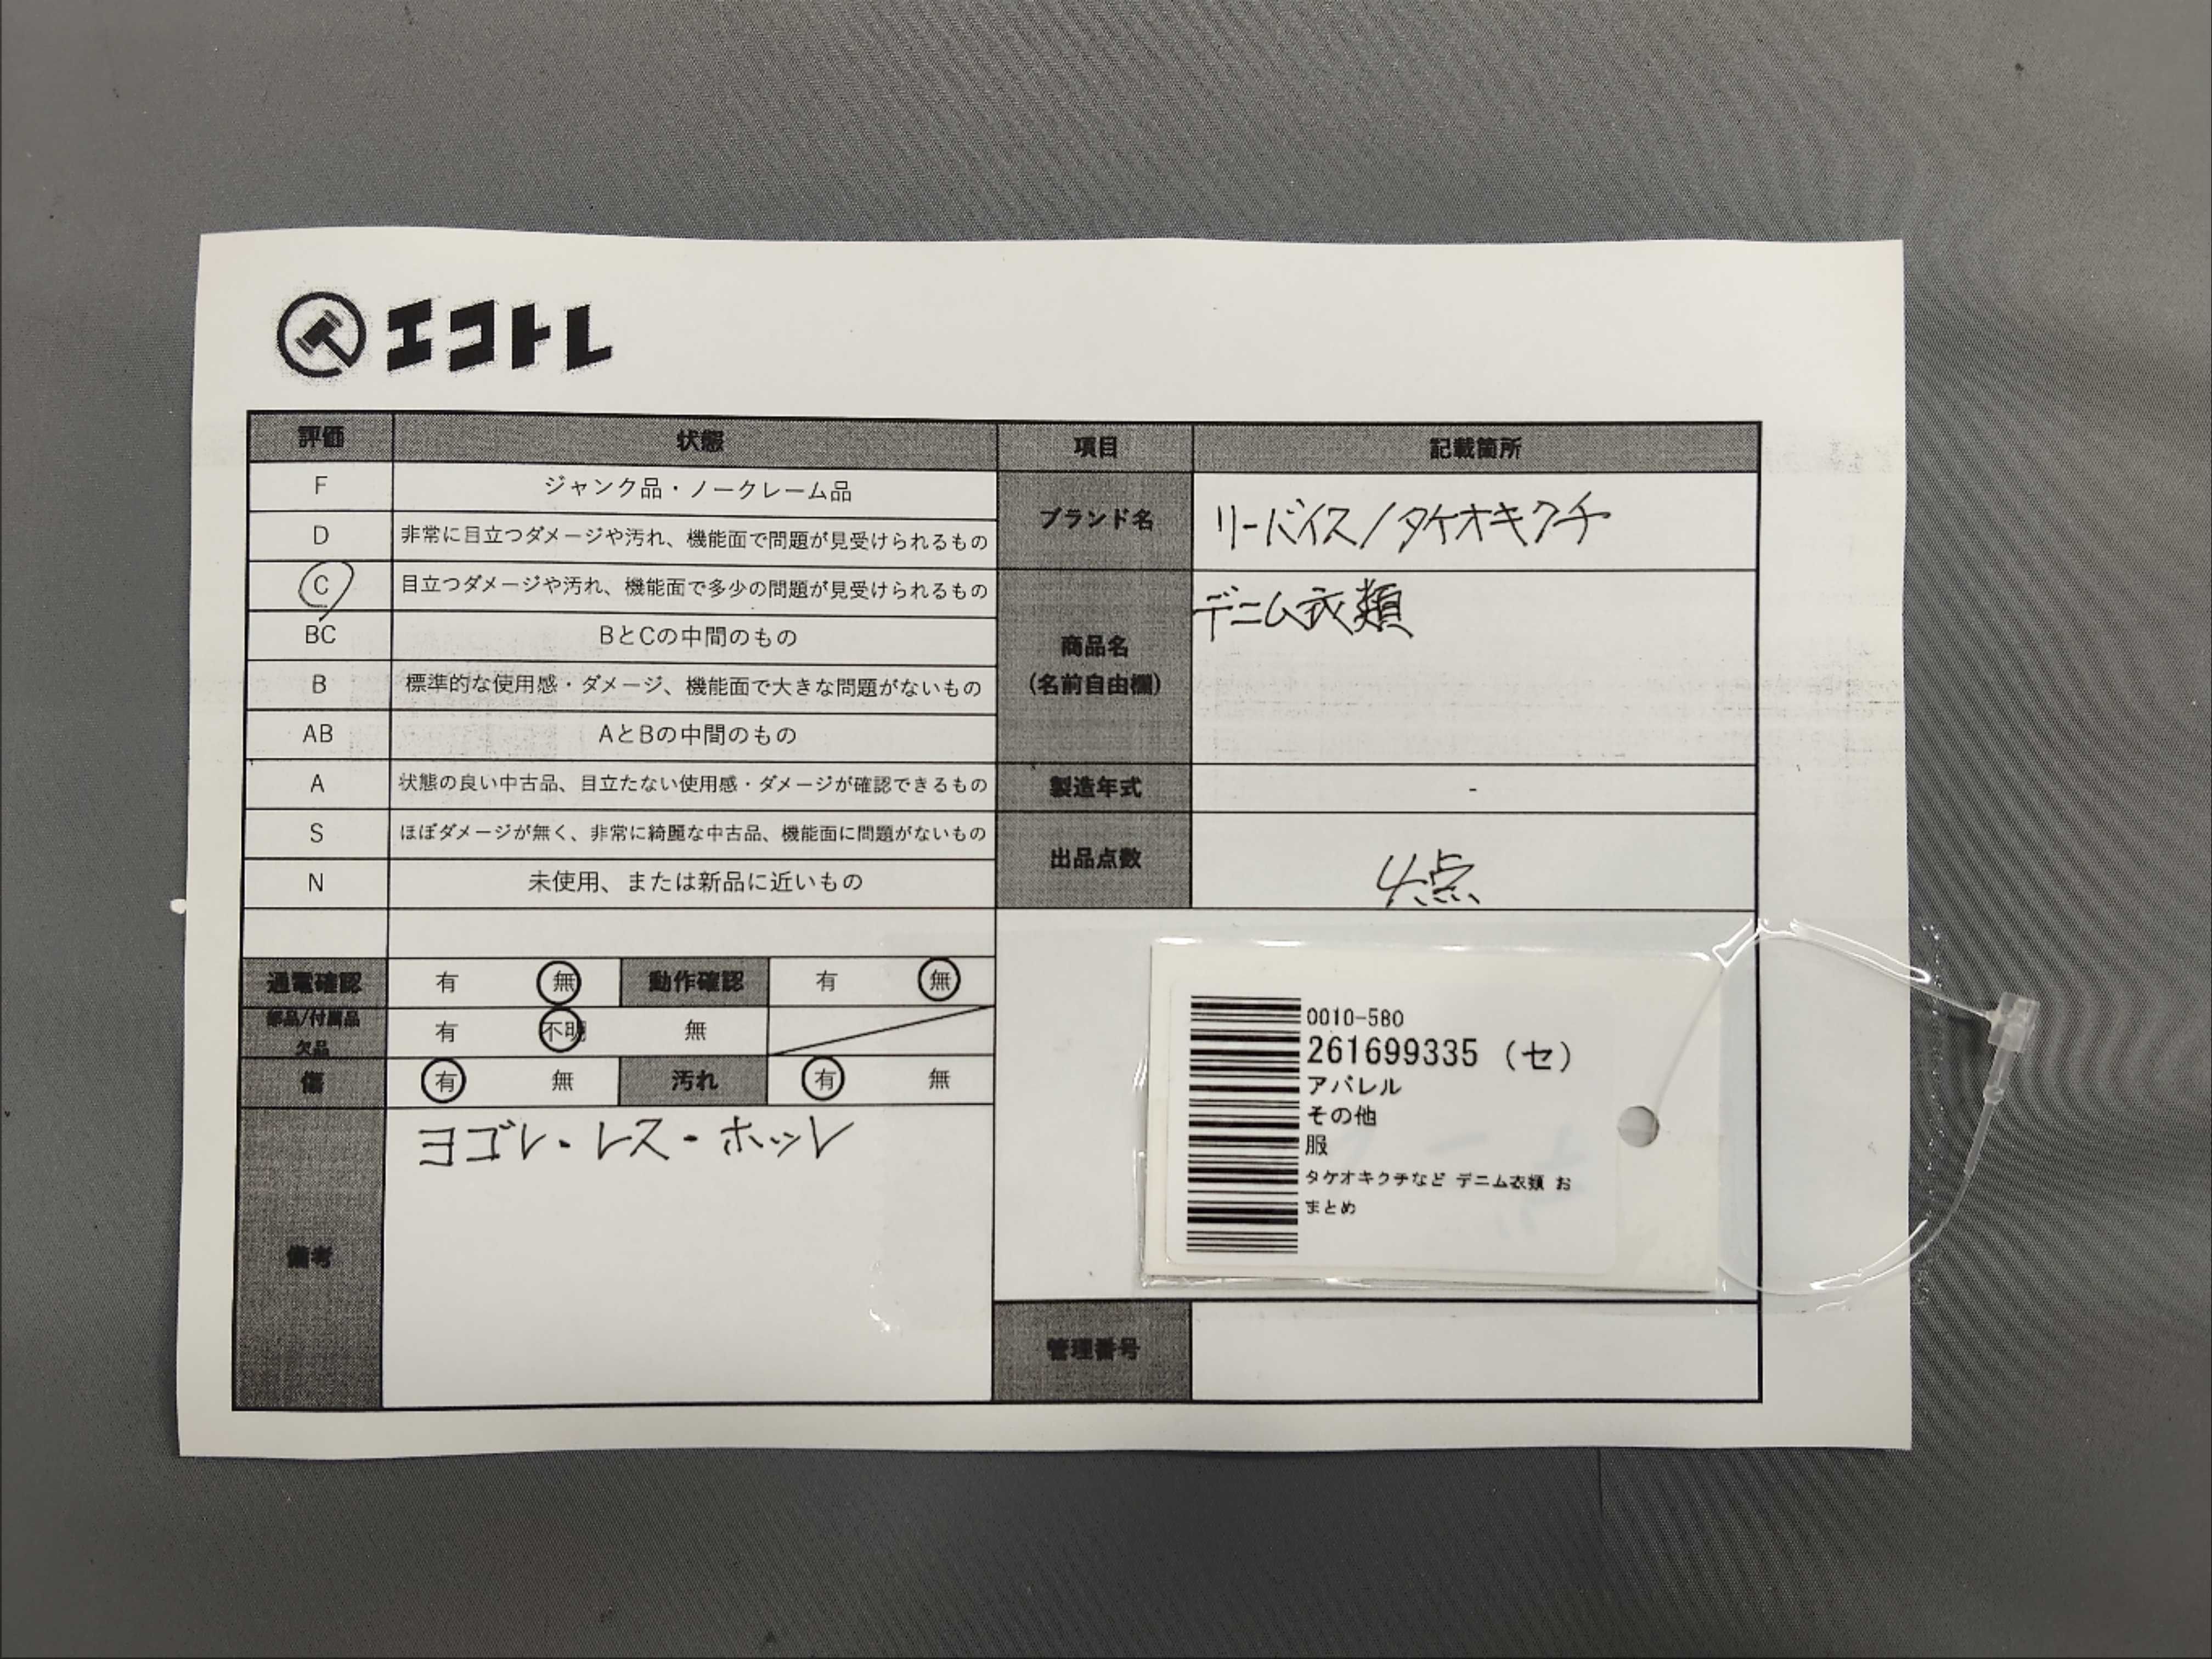 エコトレ
評価 状態 項目 記載箇所
F ジャンク品・ノークレーム品
D 非常に目立つダメージや汚れ、機能面で問題が見受けられるもの
C 目立つダメージや汚れ、機能面で多少の問題が見受けられるもの
BC BとCの中間のもの
B 標準的な使用感・ダメージ、機能面で大きな問題がないもの
AB AとBの中間のもの
A 状態の良い中古品、目立たない使用感・ダメージが確認できるもの
S ほぼダメージが無く、非常に綺麗な中古品、機能面に問題がないもの
N 未使用、または新品に近いもの
ブランド名 リーバイス/タケオキクチ
商品名 デニム衣類
(名前自由欄)
製造年式 -
出品点数 4点
通電確認 有 無 動作確認 有 無
部品/付属品
欠品 有 不明 無
傷 有 無 汚れ 有 無
備考 ヨゴレ・レス・ホツレ
0010-580
261699335 (セ)
アパレル
その他
服
タケオキクチなど デニム衣類 お
まとめ
管理番号